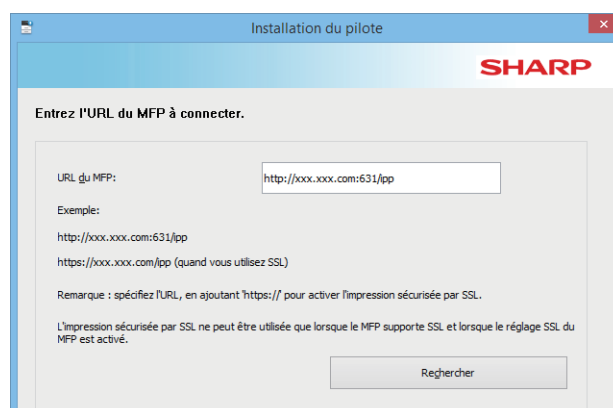 Installation du pilote
SHARP
Entrez l'URL du MFP à connecter.
URL du MFP:
http://xxx.xxx.com:631/ipp
Exemple:
http://xxx.xxx.com:631/ipp
https://xxx.xxx.com/ipp (quand vous utilisez SSL)
Remarque : spécifiez l'URL, en ajoutant 'https://' pour activer l'impression sécurisée par SSL.
L'impression sécurisée par SSL ne peut être utilisée que lorsque le MFP supporte SSL et lorsque le réglage SSL du
MFP est activé.
Rechercher